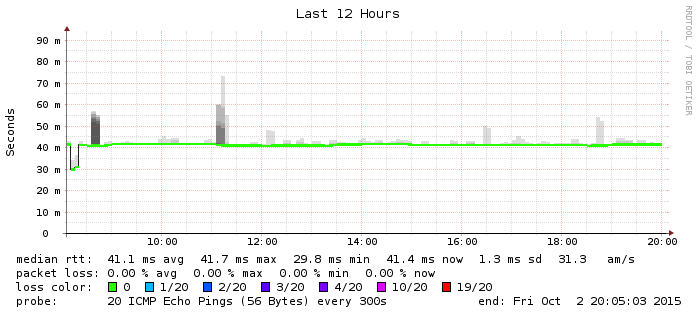 Last 12 Hours
RRDTOOL / TOBI OETIKER
Seconds
90 m
80 m
70 m
60 m
50 m
40 m
30 m
20 m
10 m
0
10:00 12:00 14:00 16:00 18:00 20:00
median rtt: 41.1 ms avg 41.7 ms max 29.8 ms min 41.4 ms now 1.3 ms sd 31.3 am/s
packet loss: 0.00 % avg 0.00 % max 0.00 % min 0.00 % now
loss color: 0 1/20 2/20 3/20 4/20 10/20 19/20
probe: 20 ICMP Echo Pings (56 Bytes) every 300s end: Fri Oct 2 20:05:03 2015